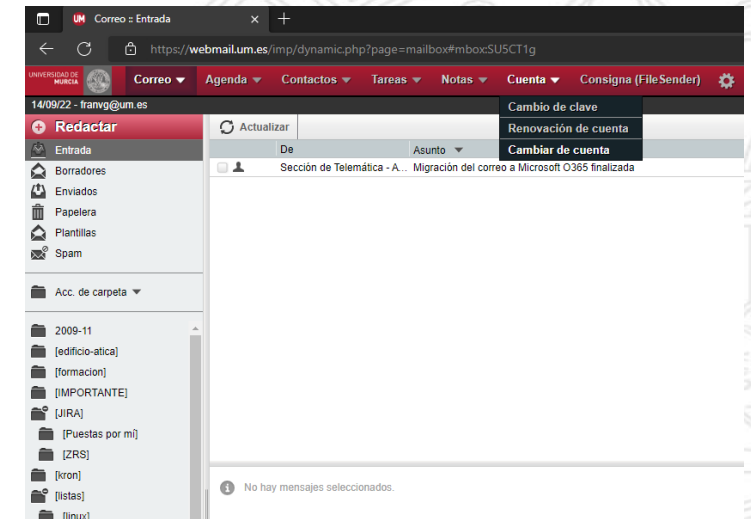 Correo :: Entrada
https://webmail.um.es/imp/dynamic.php?page=mailbox#mbox:SU5CT1g
UNIVERSIDAD DE MURCIA
Correo Agenda Contactos Tareas Notas Cuenta Consigna (FileSender)
14/09/22 - franvg@um.es
Cambio de clave
Renovación de cuenta
Cambiar de cuenta
Redactar
Actualizar
Entrada
De Asunto
Sección de Telemática - A... Migración del correo a Microsoft O365 finalizada
Borradores
Enviados
Papelera
Plantillas
Spam
Acc. de carpeta
2009-11
[edificio-atica]
[formacion]
[IMPORTANTE]
[JIRA]
[Puestas por mí]
[ZRS]
[kron]
[listas]
[linux]
No hay mensajes seleccionados.